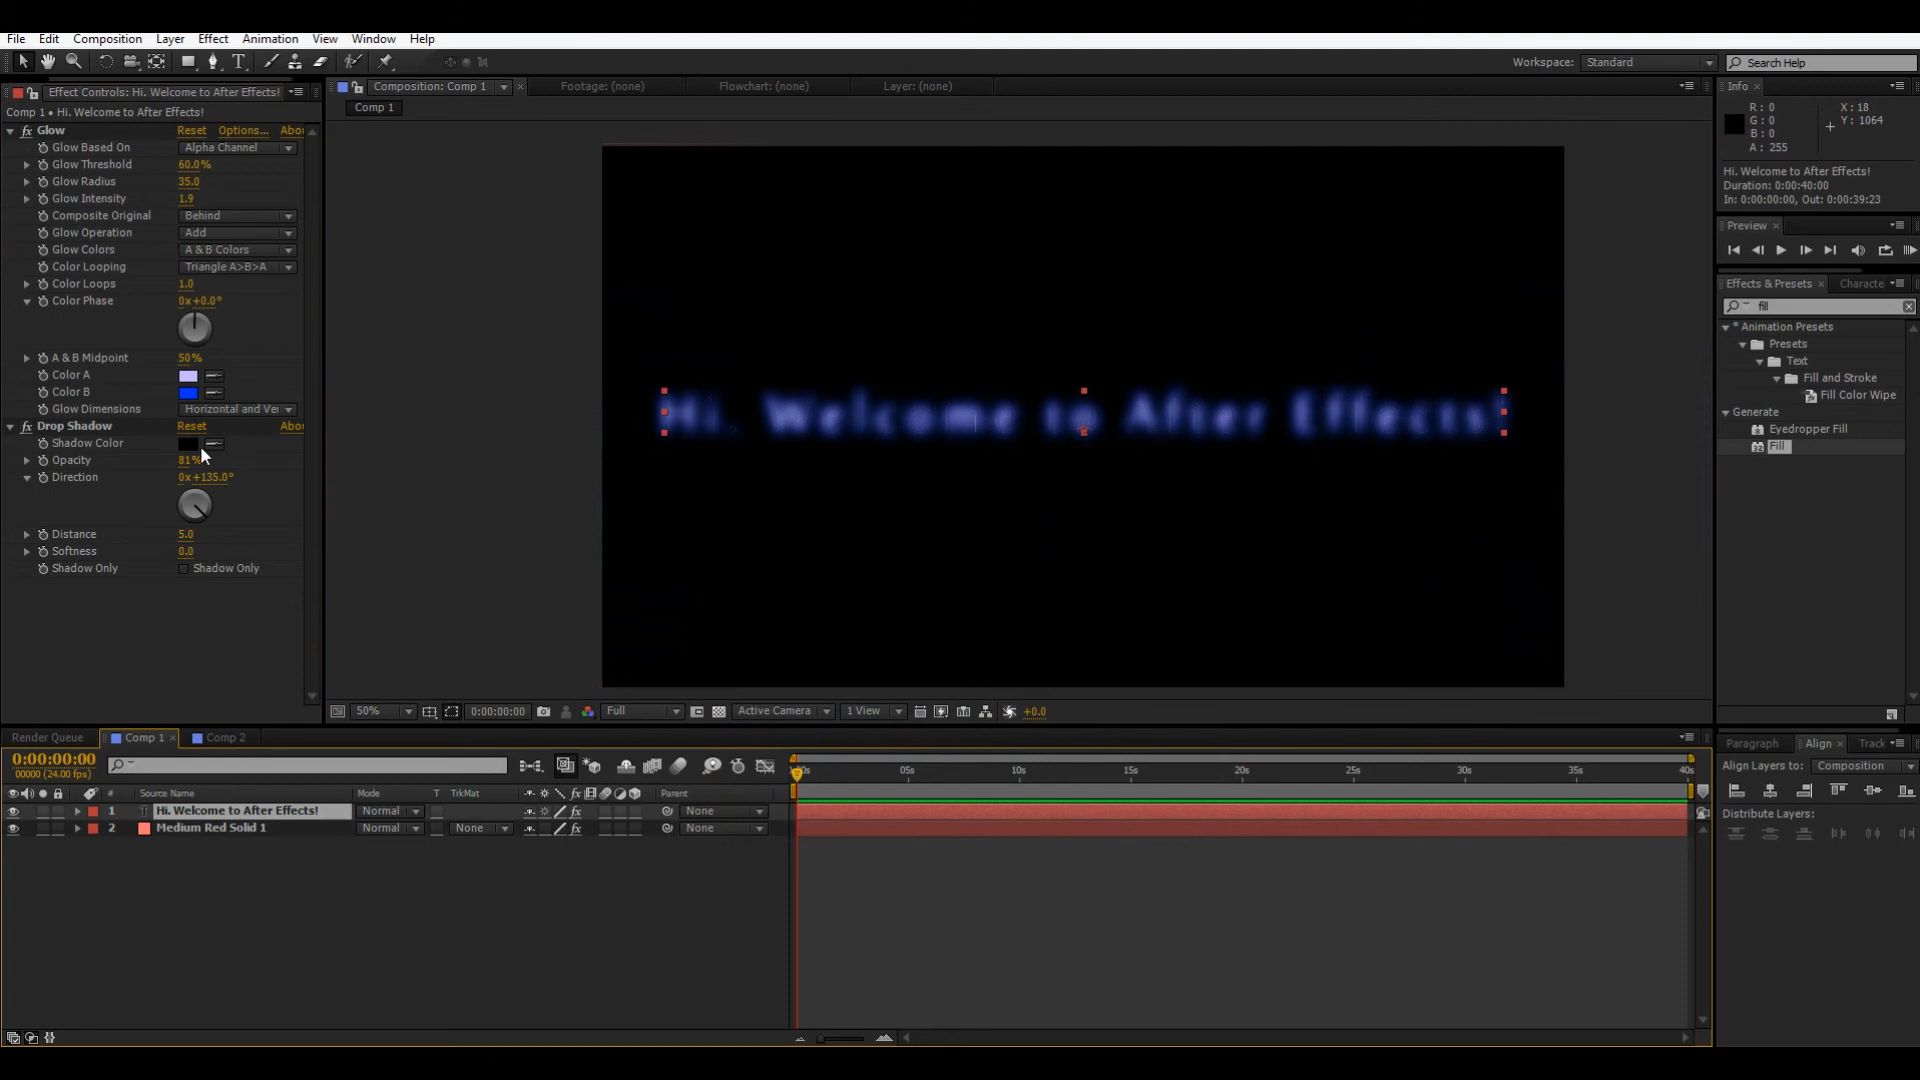 File Edit Composition Layer Effect Animation View Window Help
Workspace: Standard Search Help
Effect Controls: Hi. Welcome to After Effects!
Comp 1 • Hi. Welcome to After Effects!
Glow Reset Options... Abou
Glow Based On Alpha Channel
Glow Threshold 60.0%
Glow Radius 35.0
Glow Intensity 1.9
Composite Original Behind
Glow Operation Add
Glow Colors A & B Colors
Color Looping Triangle A>B>A
Color Loops 1.0
Color Phase 0x+0.0°
A & B Midpoint 50%
Color A
Color B
Glow Dimensions Horizontal and Ver
Drop Shadow Reset Abou
Shadow Color
Opacity 81%
Direction 0x+135.0°
Distance 5.0
Softness 0.0
Shadow Only Shadow Only
Composition: Comp 1 Footage: (none) Flowchart: (none) Layer: (none)
Comp 1
Hi. Welcome to After Effects!
50% 0:00:00:00 Full Active Camera 1 View +0.0
Info
R: 0 X: 18
G: 0 Y: 1064
B: 0
A: 255
Hi. Welcome to After Effects!
Duration: 0:00:40:00
In: 0:00:00:00, Out: 0:00:39:23
Preview
Effects & Presets Characte
fill
* Animation Presets
Presets
Text
Fill and Stroke
Fill Color Wipe
Generate
Eyedropper Fill
Fill
Paragraph Align Track
Align Layers to: Composition
Distribute Layers:
Render Queue Comp 1 Comp 2
0:00:00:00
00000 (24.00 fps)
05s 10s 15s 20s 25s 30s 35s 40s
# Source Name Mode T TrkMat Parent
1 Hi. Welcome to After Effects! Normal None
2 Medium Red Solid 1 Normal None None